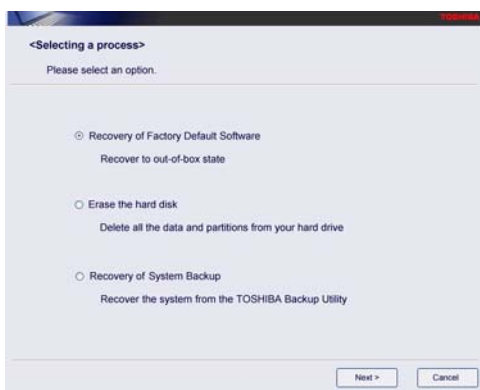 TOSHIBA
<Selecting a process>
Please select an option.
Recovery of Factory Default Software
Recover to out-of-box state
Erase the hard disk
Delete all the data and partitions from your hard drive
Recovery of System Backup
Recover the system from the TOSHIBA Backup Utility
Next >
Cancel